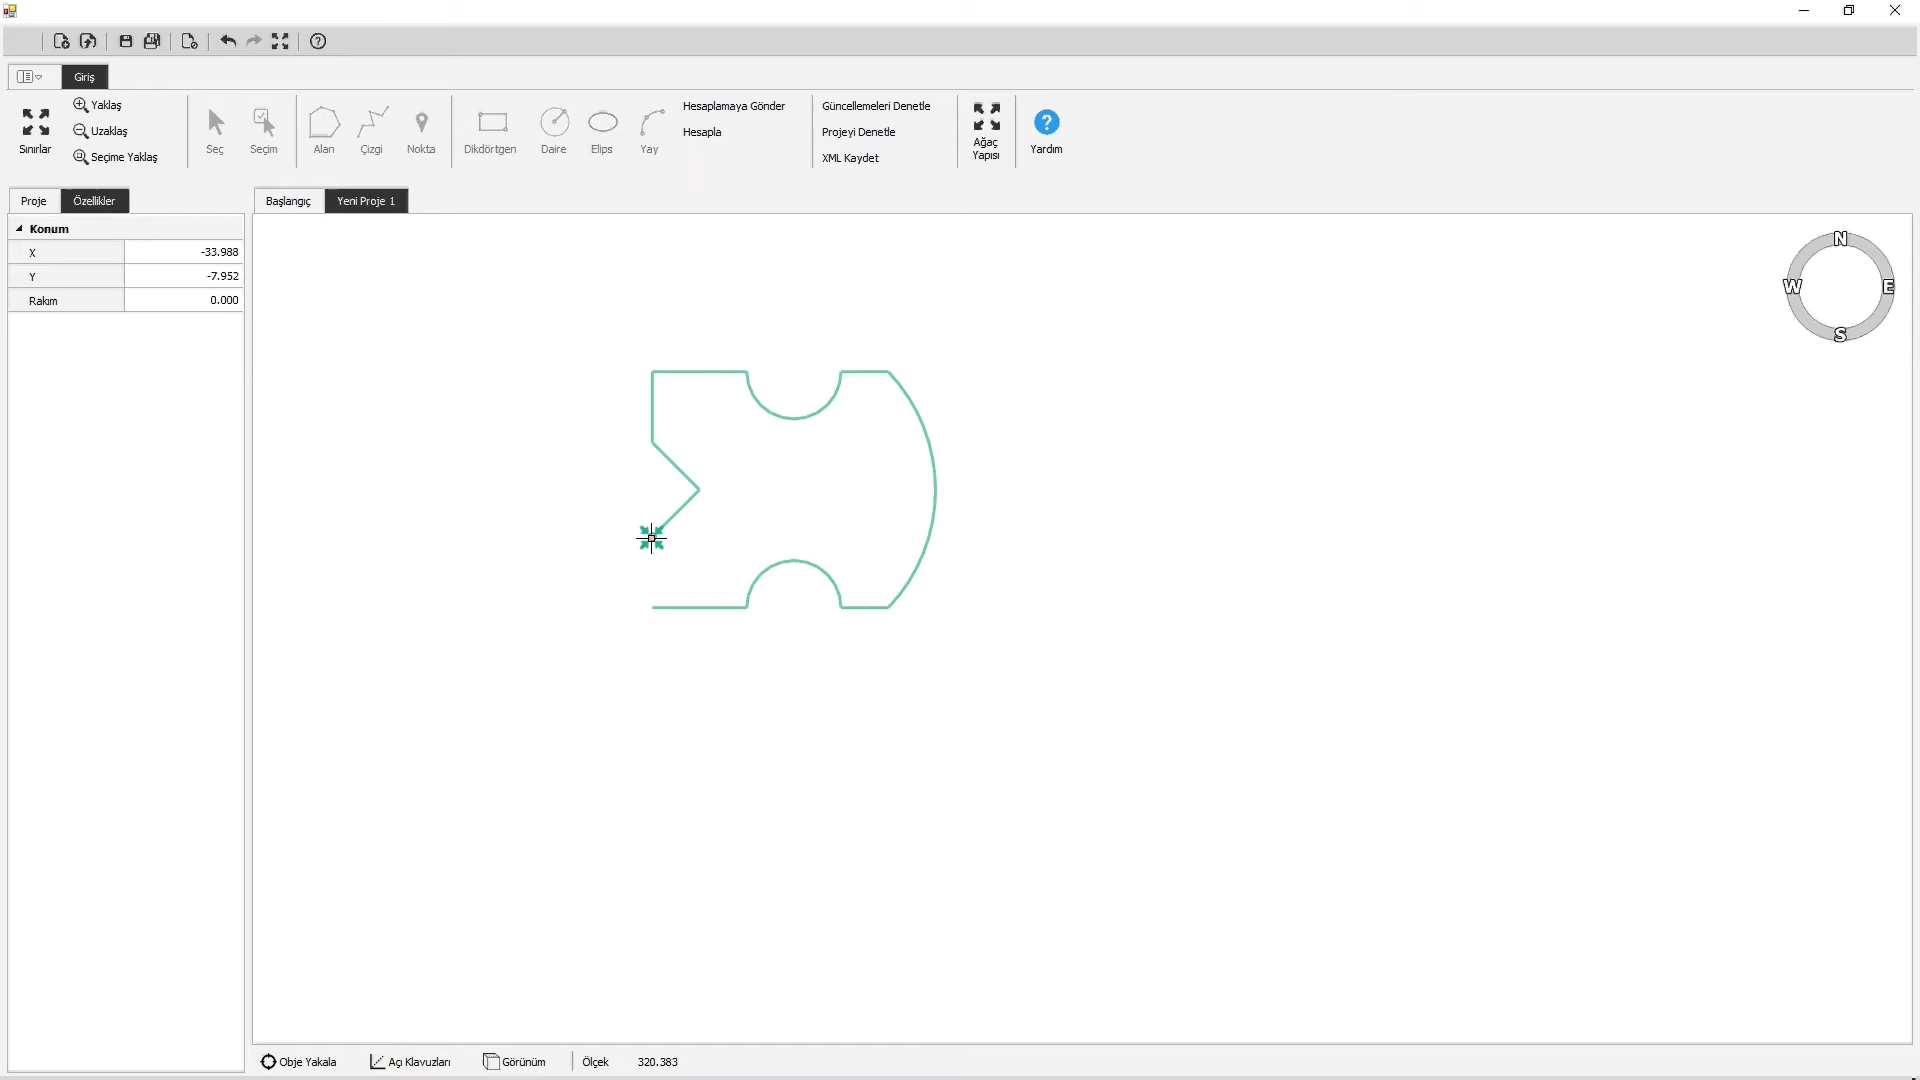 Giriş
Sınırlar
Yaklaş
Uzaklaş
Seçime Yaklaş
Seç
Seçim
Alan
Çizgi
Nokta
Dikdörtgen
Daire
Elips
Yay
Hesaplamaya Gönder
Hesapla
Güncellemeleri Denetle
Projeyi Denetle
XML Kaydet
Ağaç
Yapısı
Yardım
Proje
Özellikler
Başlangıç
Yeni Proje 1
Konum
X -33.988
Y -7.952
Rakım 0.000
N
W E
S
Obje Yakala
Açı Klavuzları
Görünüm
Ölçek 320.383